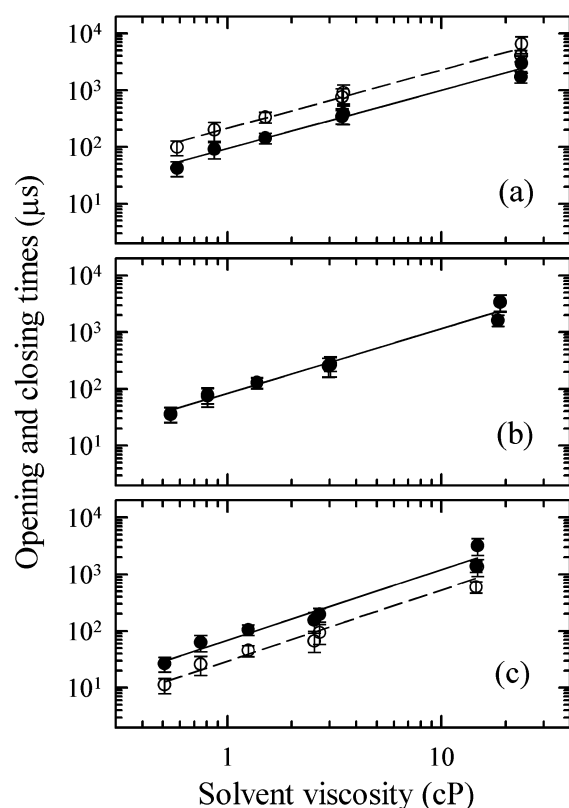 10⁴
10³
10²
10¹
(a)
10⁴
10³
10²
10¹
(b)
10⁴
10³
10²
10¹
(c)
Opening and closing times (μs)
1 10
Solvent viscosity (cP)